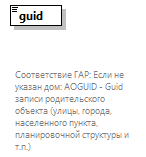 guid
Соответствие ГАР: Если не
указан дом: AOGUID - Guid
записи родительского
объекта (улицы, города,
населенного пункта,
планировочной структуры и
т.п.)